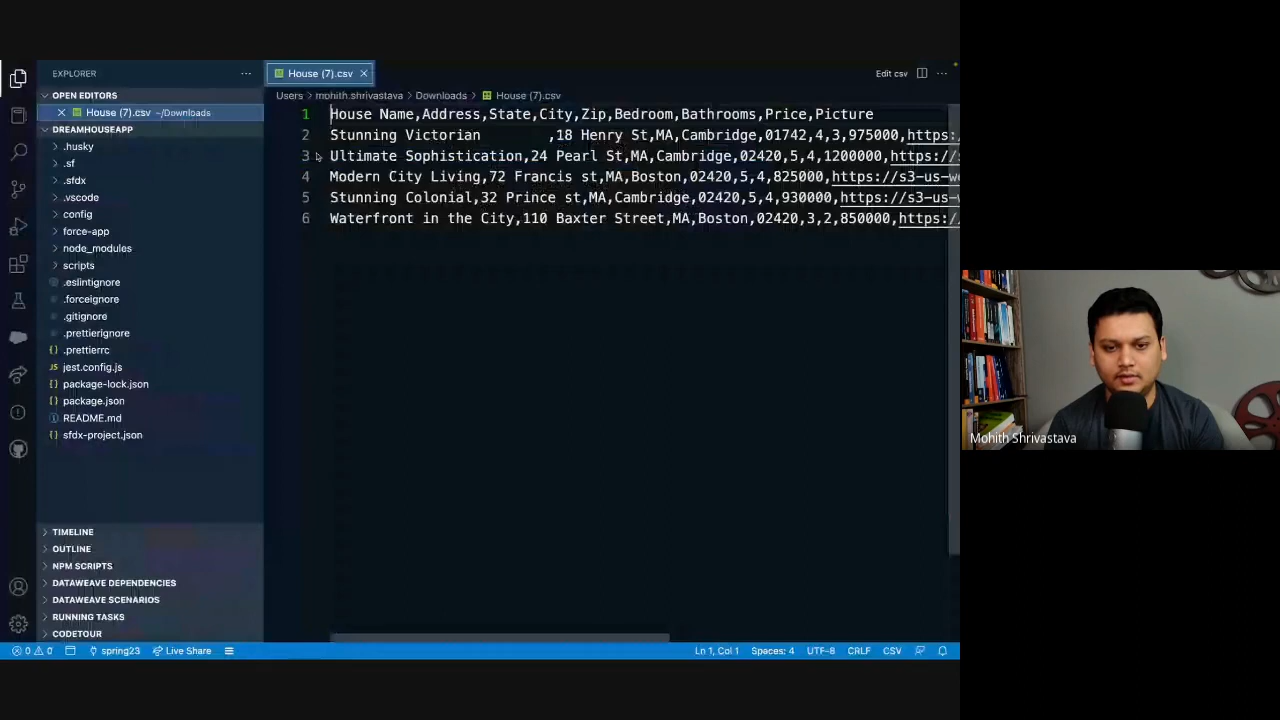 EXPLORER
OPEN EDITORS
House (7).csv ~/Downloads
DREAMHOUSEAPP
.husky
.sf
.sfdx
.vscode
config
force-app
node_modules
scripts
.eslintignore
.forceignore
.gitignore
.prettierignore
.prettierrc
jest.config.js
package-lock.json
package.json
README.md
sfdx-project.json
TIMELINE
OUTLINE
NPM SCRIPTS
DATAWEAVE DEPENDENCIES
DATAWEAVE SCENARIOS
RUNNING TASKS
CODETOUR
House (7).csv
Edit csv
Users > mohith.shrivastava > Downloads > House (7).csv
1 House Name,Address,State,City,Zip,Bedroom,Bathrooms,Price,Picture
2 Stunning Victorian ,18 Henry St,MA,Cambridge,01742,4,3,975000,https:
3 Ultimate Sophistication,24 Pearl St,MA,Cambridge,02420,5,4,1200000,https://
4 Modern City Living,72 Francis st,MA,Boston,02420,5,4,825000,https://s3-us-w
5 Stunning Colonial,32 Prince st,MA,Cambridge,02420,5,4,930000,https://s3-us-w
6 Waterfront in the City,110 Baxter Street,MA,Boston,02420,3,2,850000,https:/
0 0 spring23 Live Share
Ln 1, Col 1 Spaces: 4 UTF-8 CRLF CSV
Mohith Shrivastava